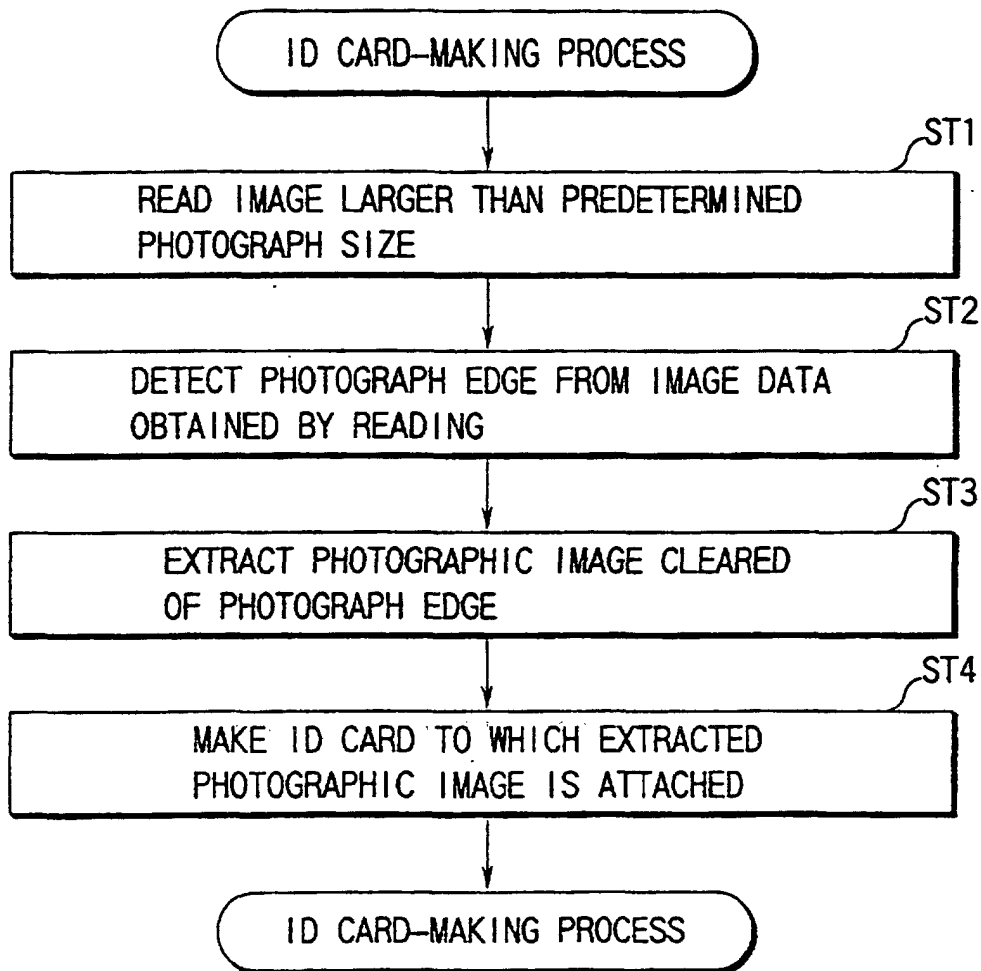 ID CARD-MAKING PROCESS
ST1
READ IMAGE LARGER THAN PREDETERMINED
PHOTOGRAPH SIZE
ST2
DETECT PHOTOGRAPH EDGE FROM IMAGE DATA
OBTAINED BY READING
ST3
EXTRACT PHOTOGRAPHIC IMAGE CLEARED
OF PHOTOGRAPH EDGE
ST4
MAKE ID CARD TO WHICH EXTRACTED
PHOTOGRAPHIC IMAGE IS ATTACHED
ID CARD-MAKING PROCESS